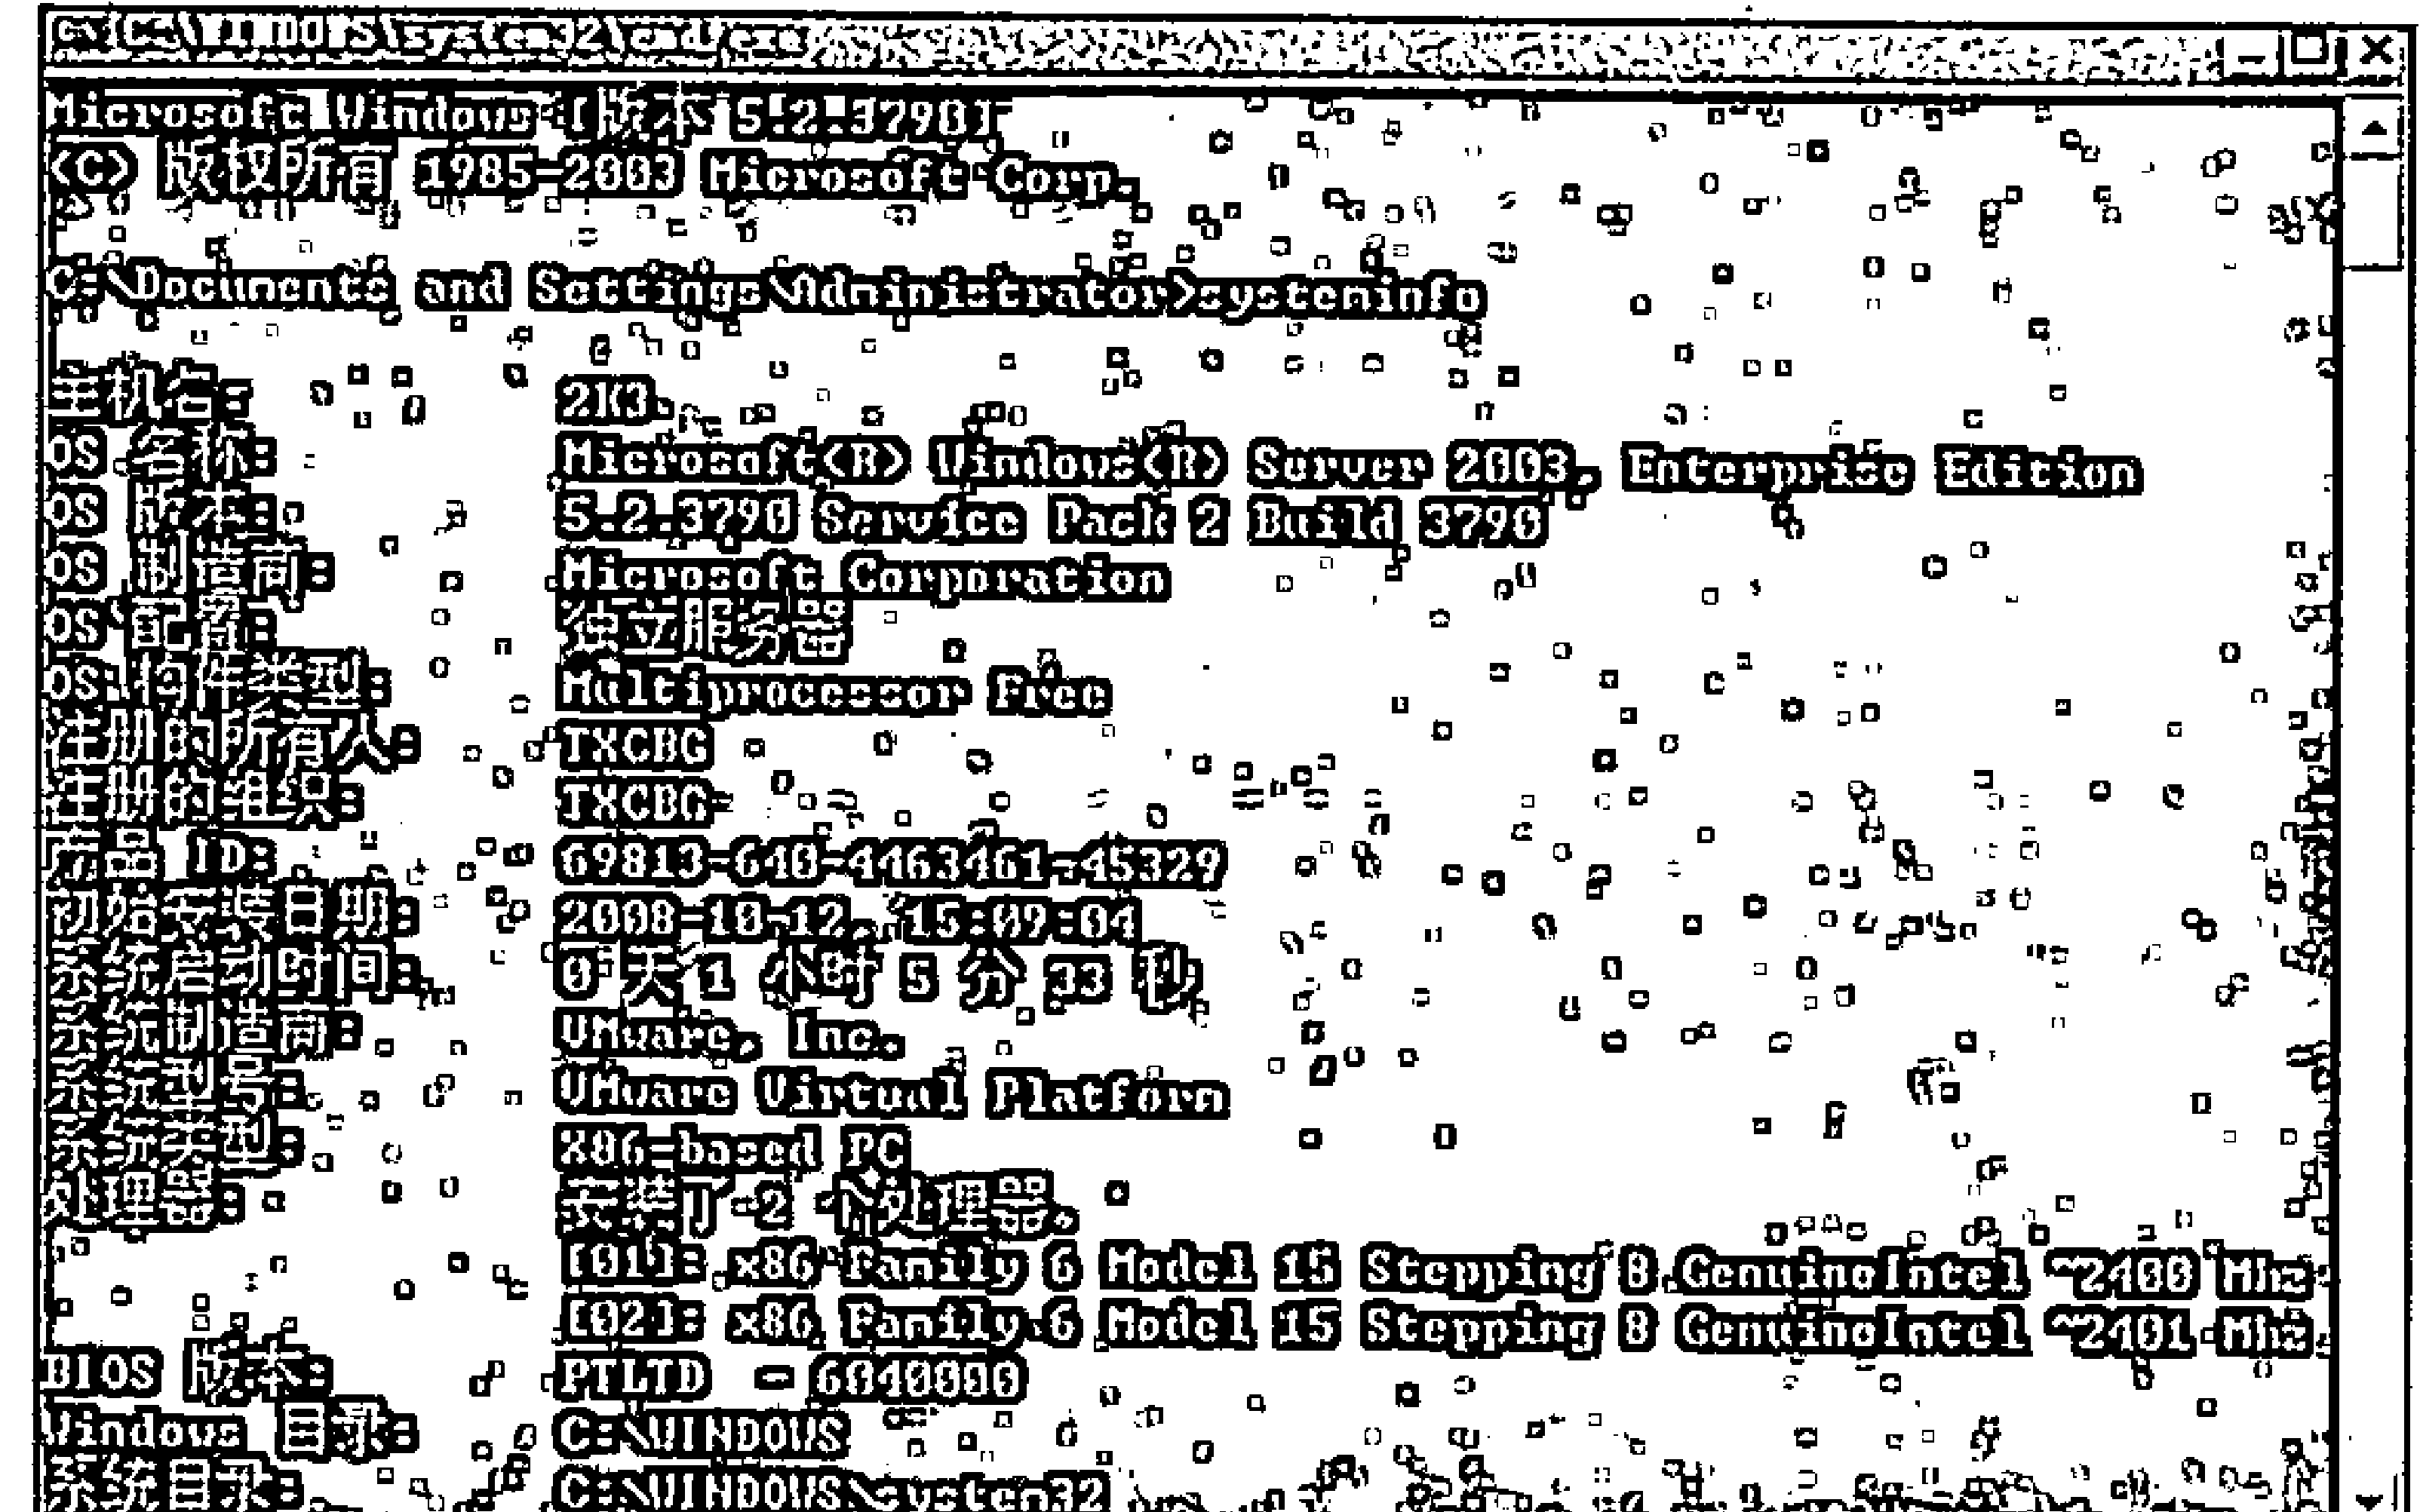 C:\WINDOWS\system32\cmd.exe
Microsoft Windows [版本 5.2.3790]
(C) 版权所有 1985-2003 Microsoft Corp.
C:\Documents and Settings\Administrator>systeminfo
主机名: 2K3
OS 名称: Microsoft(R) Windows(R) Server 2003, Enterprise Edition
OS 版本: 5.2.3790 Service Pack 2 Build 3790
OS 制造商: Microsoft Corporation
OS 配置: 独立服务器
OS 构件类型: Multiprocessor Free
注册的所有人: TXCBG
注册的组织: TXCBG
产品 ID: 69813-640-4463461-45329
初始安装日期: 2008-10-12, 15:09:04
系统启动时间: 0 天 1 小时 5 分 33 秒
系统制造商: VMware, Inc.
系统型号: VMware Virtual Platform
系统类型: X86-based PC
处理器: 安装了 2 个处理器。
[01]: x86 Family 6 Model 15 Stepping 8 GenuineIntel ~2400 Mhz
[02]: x86 Family 6 Model 15 Stepping 8 GenuineIntel ~2401 Mhz
BIOS 版本: PTLTD - 6040000
Windows 目录: C:\WINDOWS
系统目录: C:\WINDOWS\system32